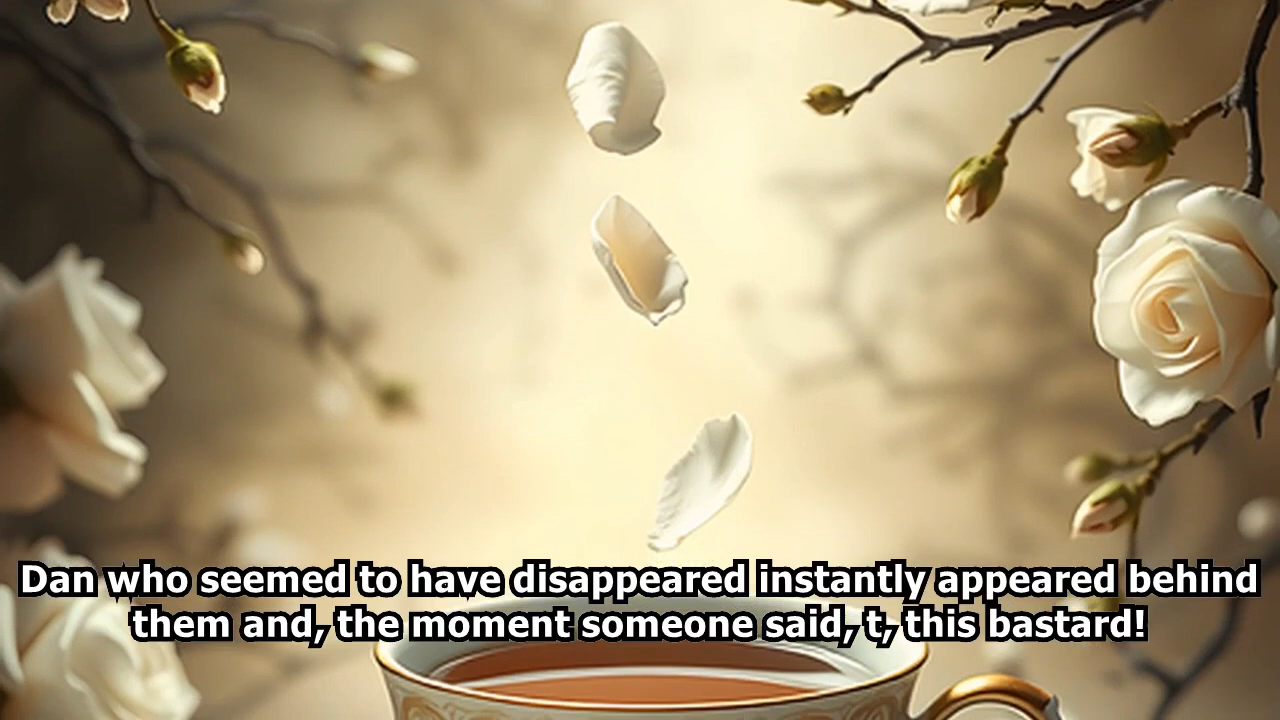 Dan who seemed to have disappeared instantly appeared behind
them and, the moment someone said, t, this bastard!